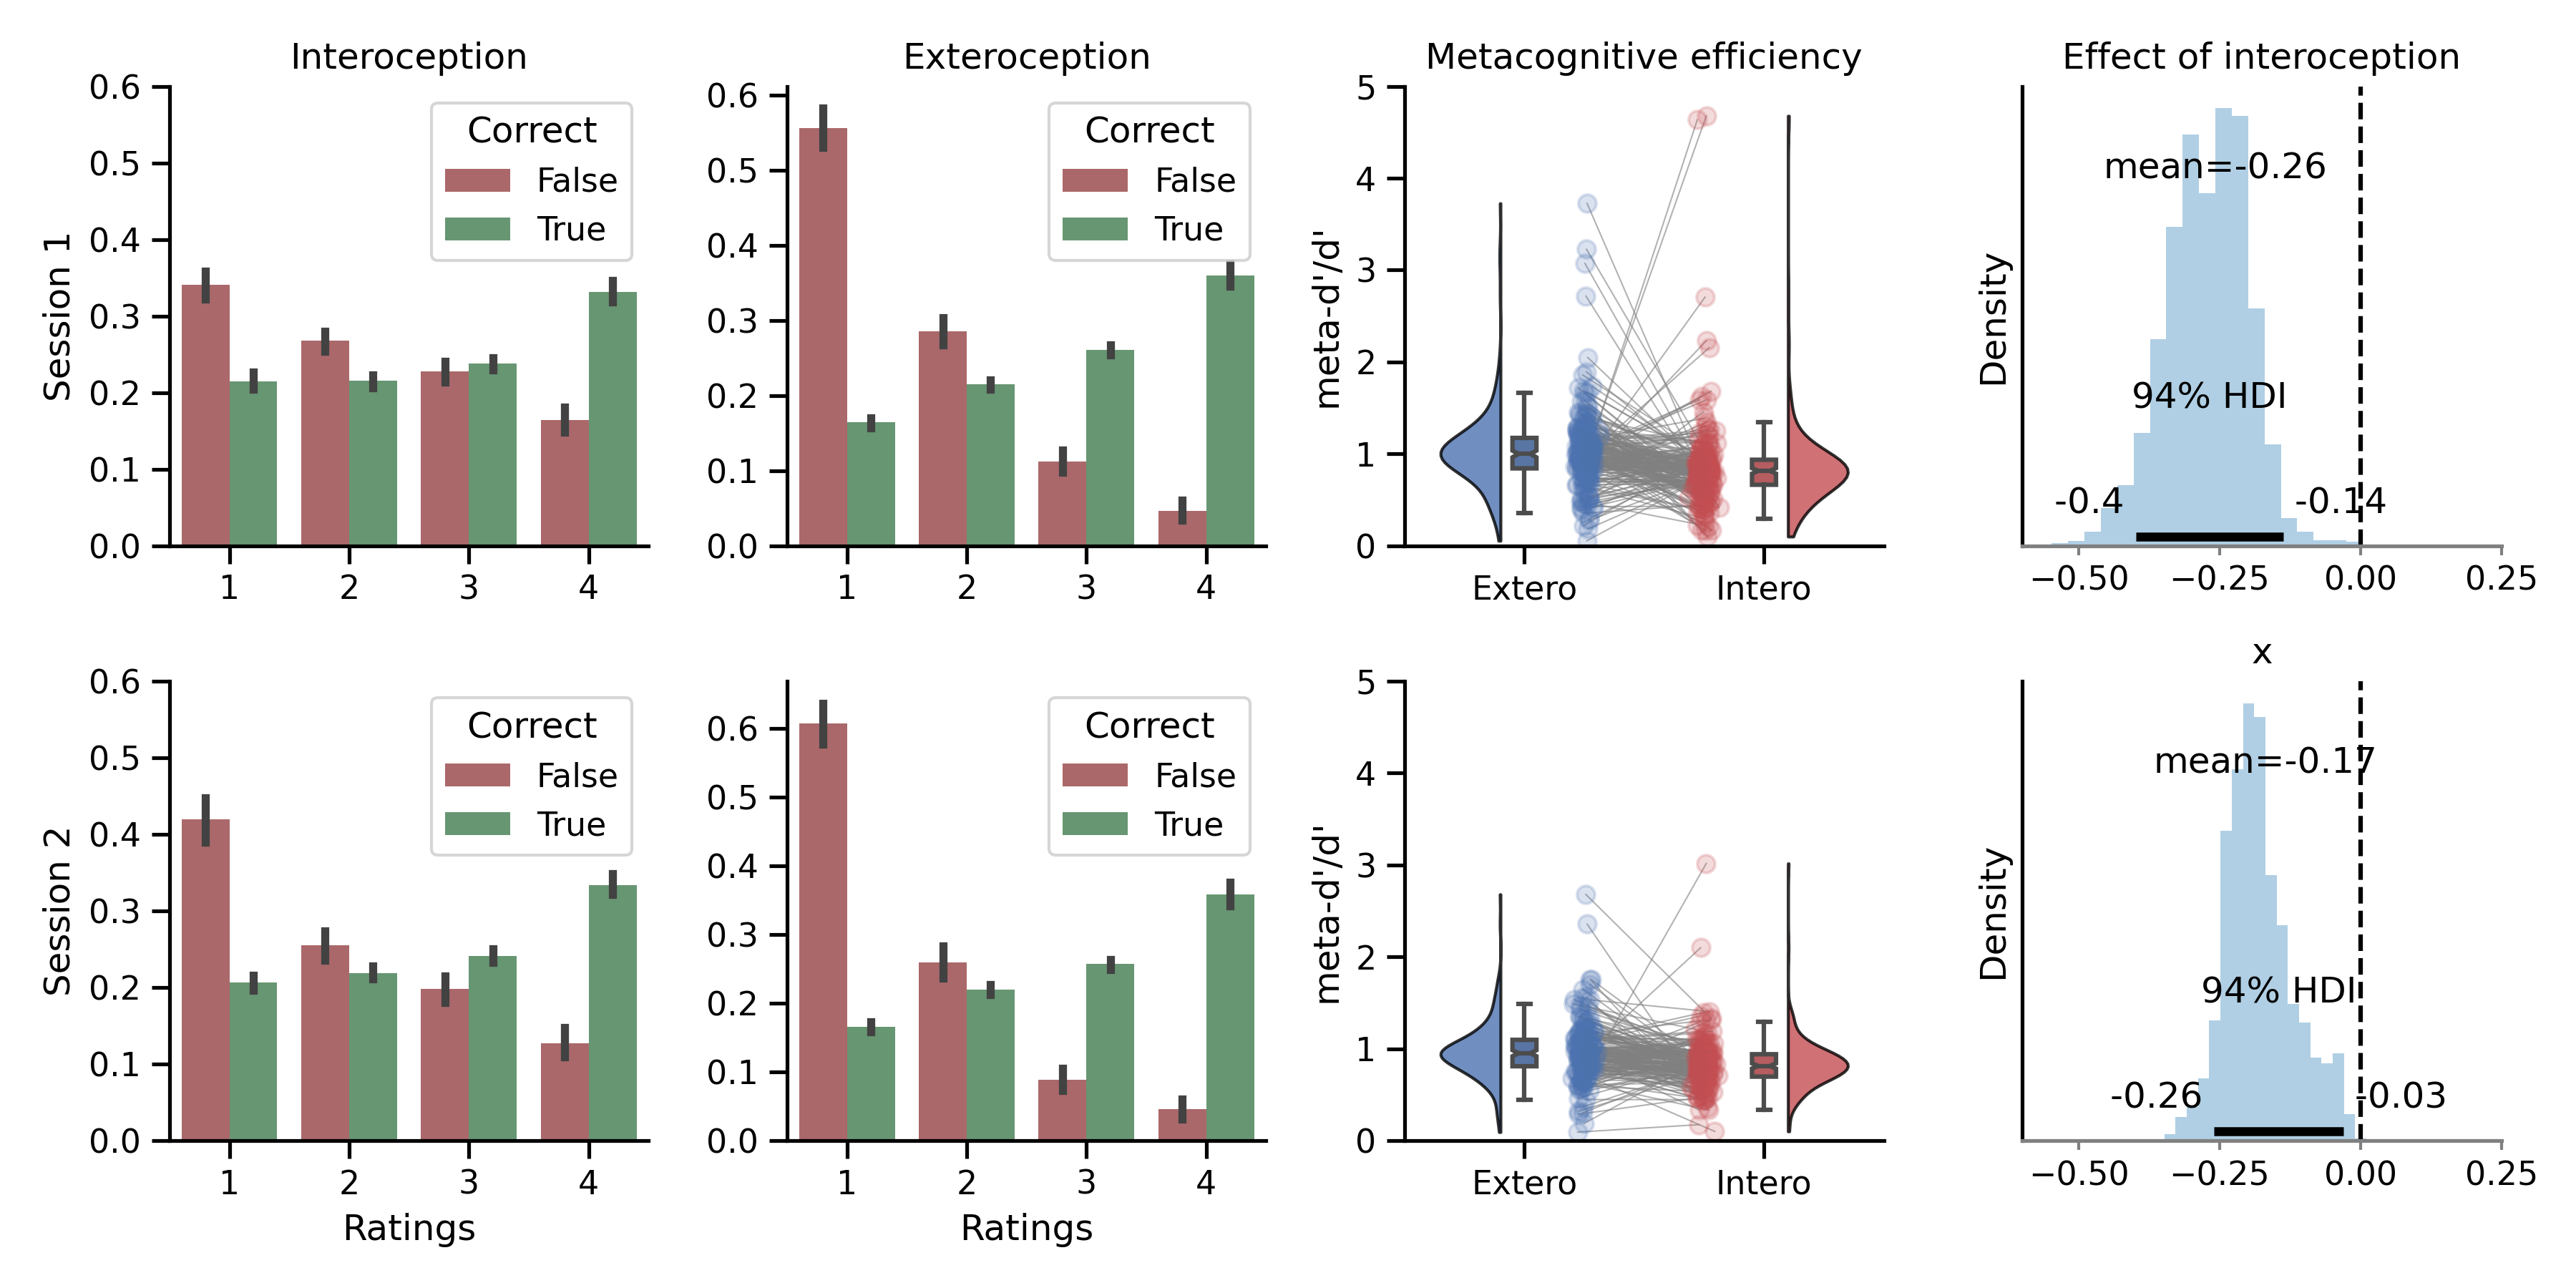 Interoception
Session 1
0.6
0.5
0.4
0.3
0.2
0.1
0.0
Correct
False
True
1 2 3 4
Exteroception
0.6
0.5
0.4
0.3
0.2
0.1
0.0
Correct
False
True
1 2 3 4
Metacognitive efficiency
meta-d'/d'
5
4
3
2
1
0
Extero Intero
Effect of interoception
Density
mean=-0.26
94% HDI
-0.4 -0.14
−0.50 −0.25 0.00 0.25
Session 2
0.6
0.5
0.4
0.3
0.2
0.1
0.0
Correct
False
True
1 2 3 4
Ratings
0.6
0.5
0.4
0.3
0.2
0.1
0.0
Correct
False
True
1 2 3 4
Ratings
meta-d'/d'
5
4
3
2
1
0
Extero Intero
x
Density
mean=-0.17
94% HDI
-0.26 -0.03
−0.50 −0.25 0.00 0.25